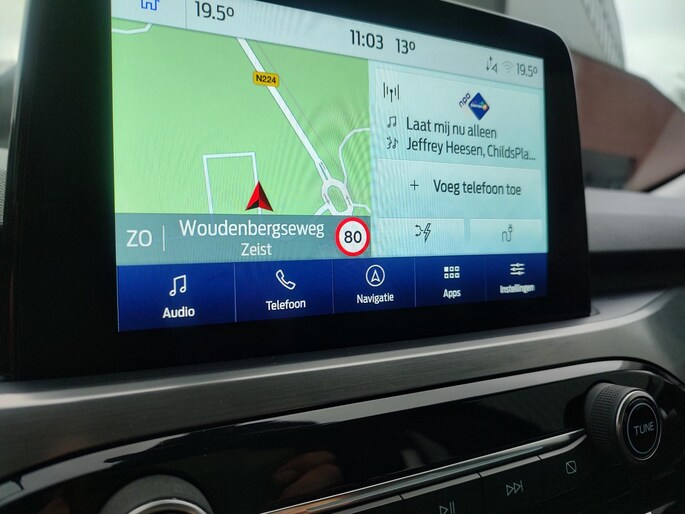 19.5°
11:03 13°
19.5°
N224
npo
Laat mij nu alleen
Jeffrey Heesen, ChildsPla...
+ Voeg telefoon toe
ZO Woudenbergseweg
Zeist
80
Audio
Telefoon
Navigatie
Apps
Instellingen
TUNE